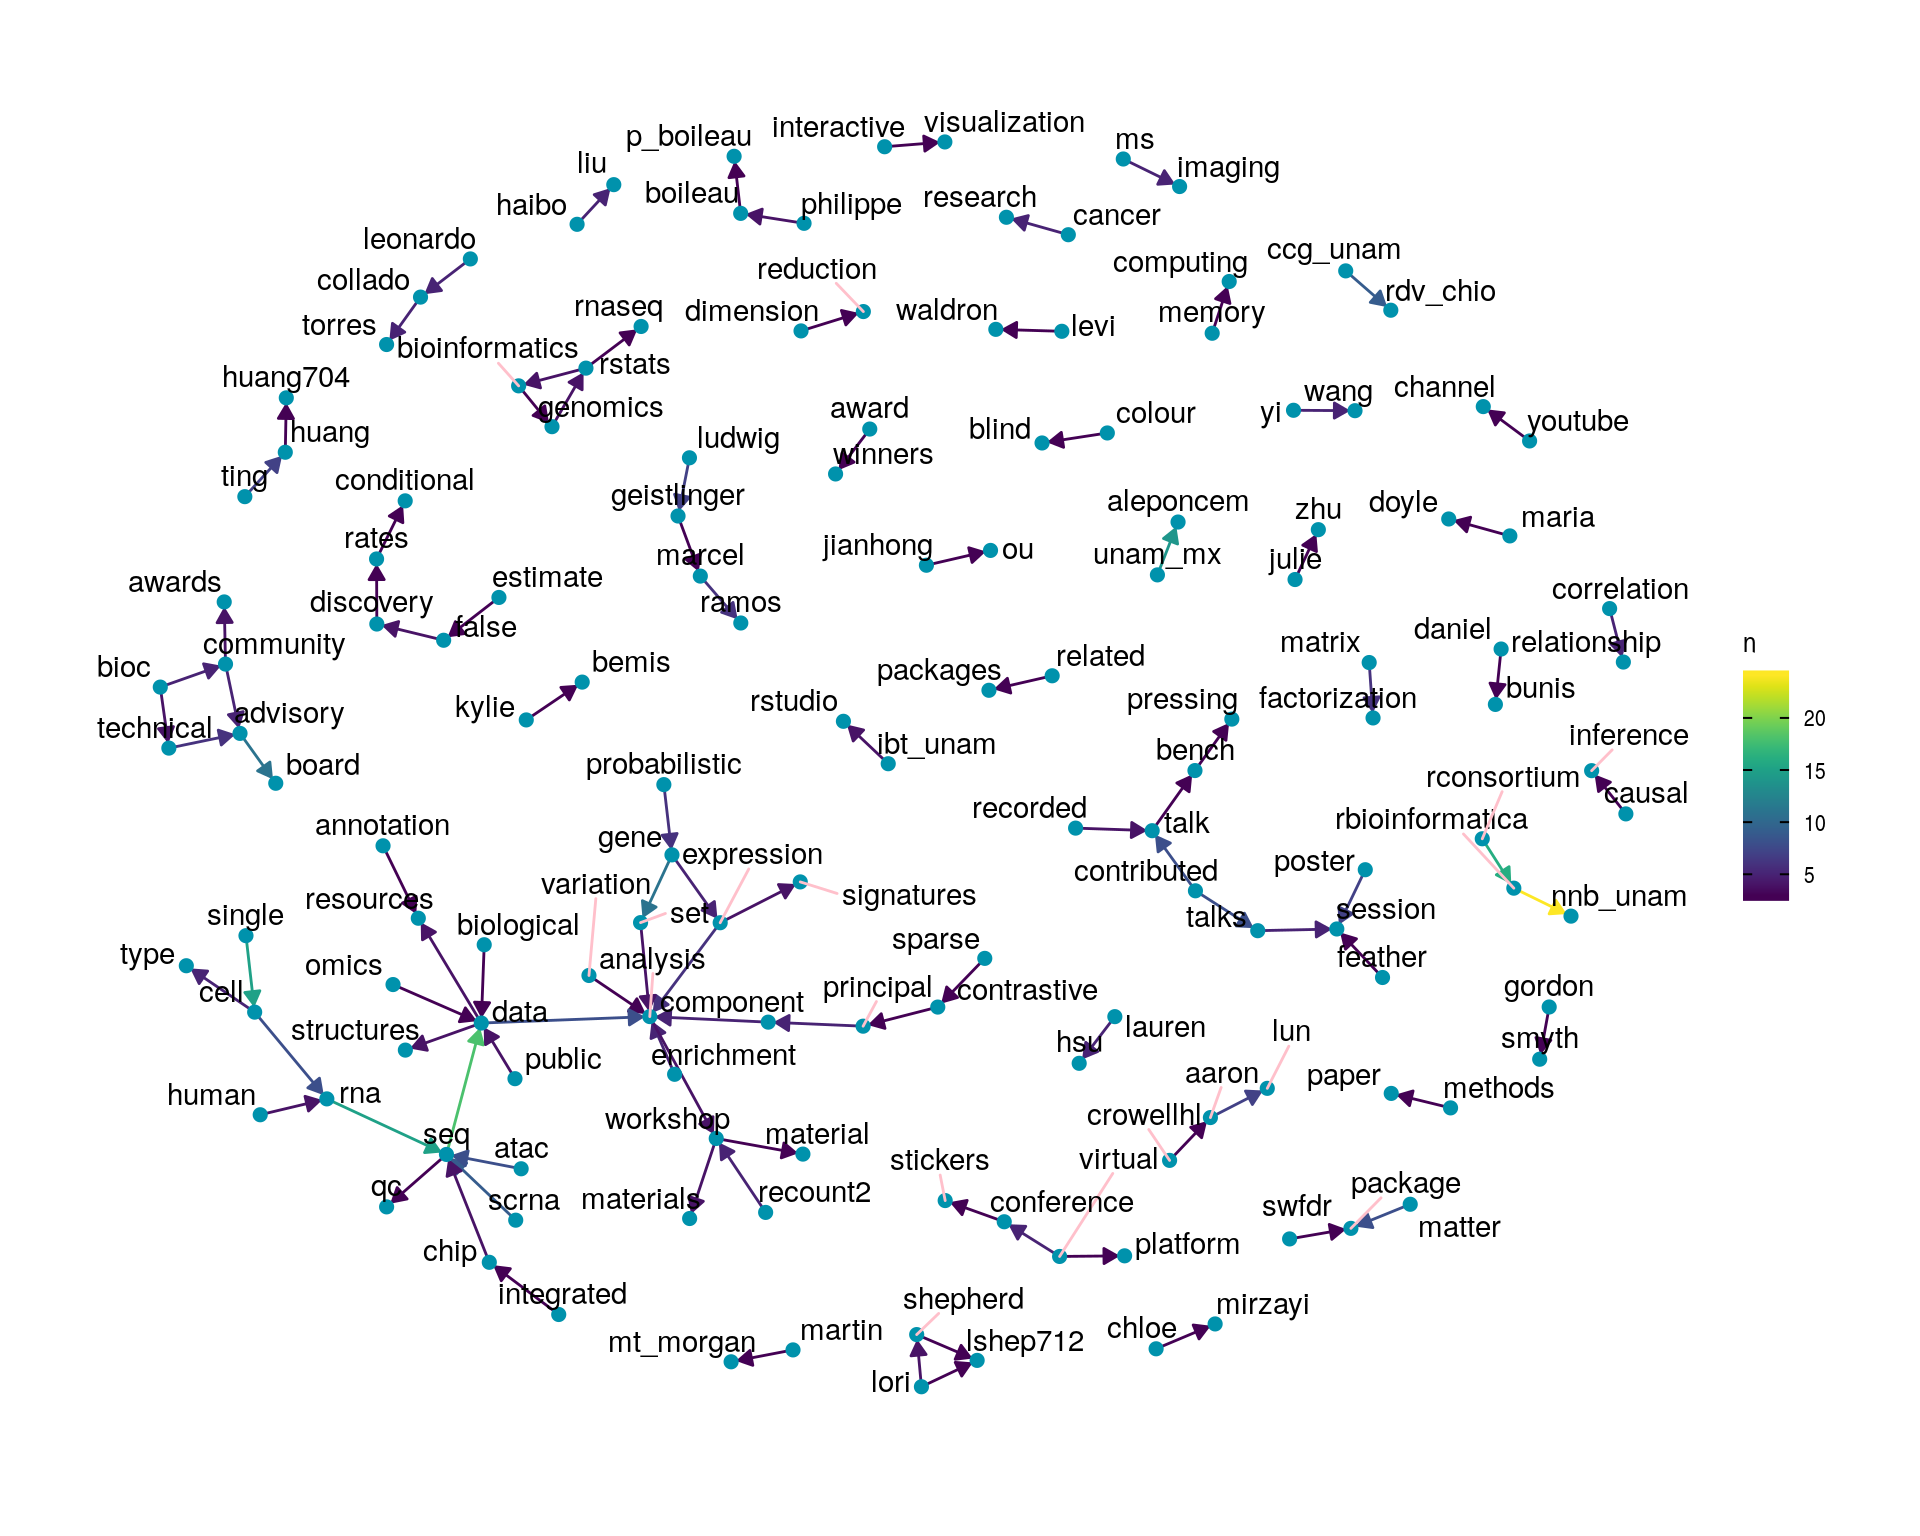 interactive
visualization
p_boileau
ms
liu
imaging
haibo
boileau
philippe
research
cancer
leonardo
ccg_unam
collado
reduction
computing
rdv_chio
torres
rnaseq
dimension
waldron
levi
memory
bioinformatics
rstats
huang704
genomics
award
wang
channel
yi
colour
youtube
huang
ludwig
blind
winners
ting
conditional
geistlinger
aleponcem
zhu
doyle
maria
rates
marcel
jianhong
ou
unam_mx
julie
awards
estimate
correlation
discovery
ramos
false
community
matrix
daniel
relationship
bioc
bemis
packages
related
n
kylie
rstudio
pressing
factorization
bunis
technical
advisory
ibt_unam
bench
inference
20
board
probabilistic
rconsortium
15
annotation
recorded
talk
rbioinformatica
causal
10
gene
expression
contributed
poster
5
variation
signatures
nnb_unam
resources
set
talks
session
single
biological
type
omics
analysis
sparse
feather
cell
component
principal
contrastive
gordon
data
structures
lauren
lun
public
enrichment
hsu
smyth
human
rna
aaron
paper
methods
workshop
material
crowellhl
seq
atac
stickers
virtual
qc
scrna
materials
recount2
conference
swfdr
package
matter
chip
platform
integrated
shepherd
mirzayi
mt_morgan
martin
lshep712
chloe
lori